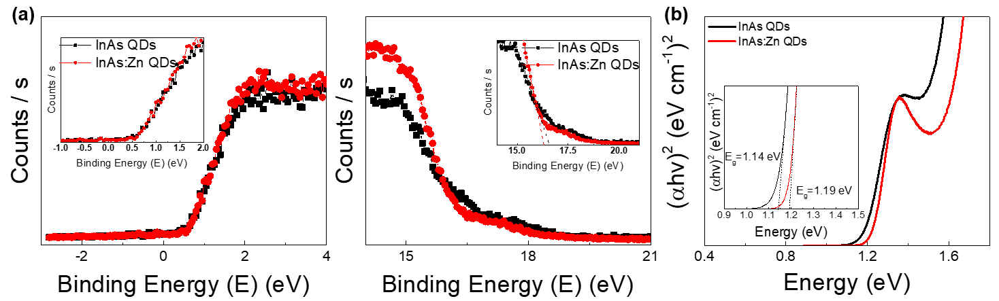 (a)
Counts / s
InAs QDs
InAs:Zn QDs
Counts / s
-1.0 -0.5 0.0 0.5 1.0 1.5 2.0
Binding Energy (E) (eV)
-2 0 2 4
Binding Energy (E) (eV)
Counts / s
InAs QDs
InAs:Zn QDs
Counts / s
15.0 17.5 20.0
Binding Energy (E) (eV)
15 18 21
Binding Energy (E) (eV)
(b)
(αhv)² (eV cm⁻¹)²
InAs QDs
InAs:Zn QDs
(αhv)² (eV cm⁻¹)²
Eg=1.14 eV
Eg=1.19 eV
0.9 1.0 1.1 1.2 1.3 1.4 1.5
Energy (eV)
0.4 0.8 1.2 1.6
Energy (eV)